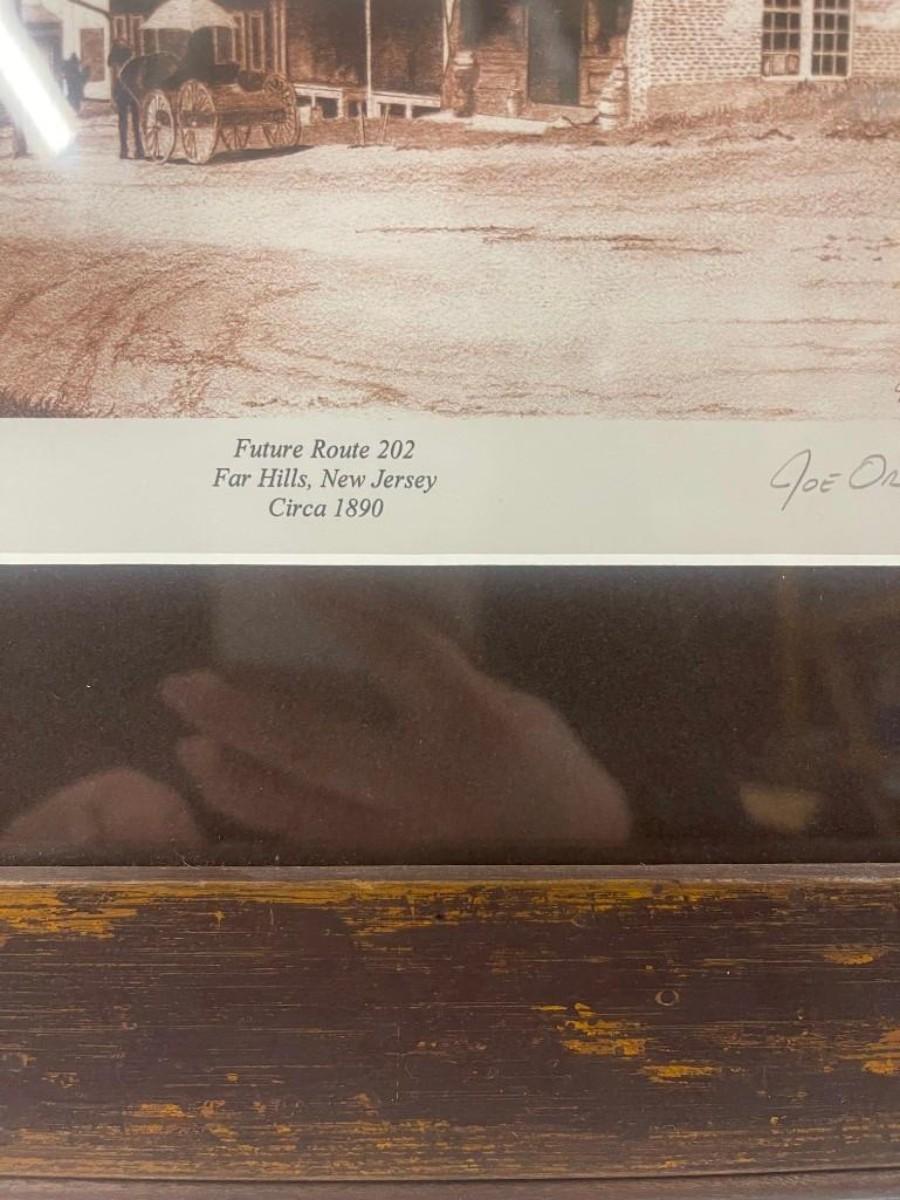 Future Route 202
Far Hills, New Jersey
Circa 1890
Joe